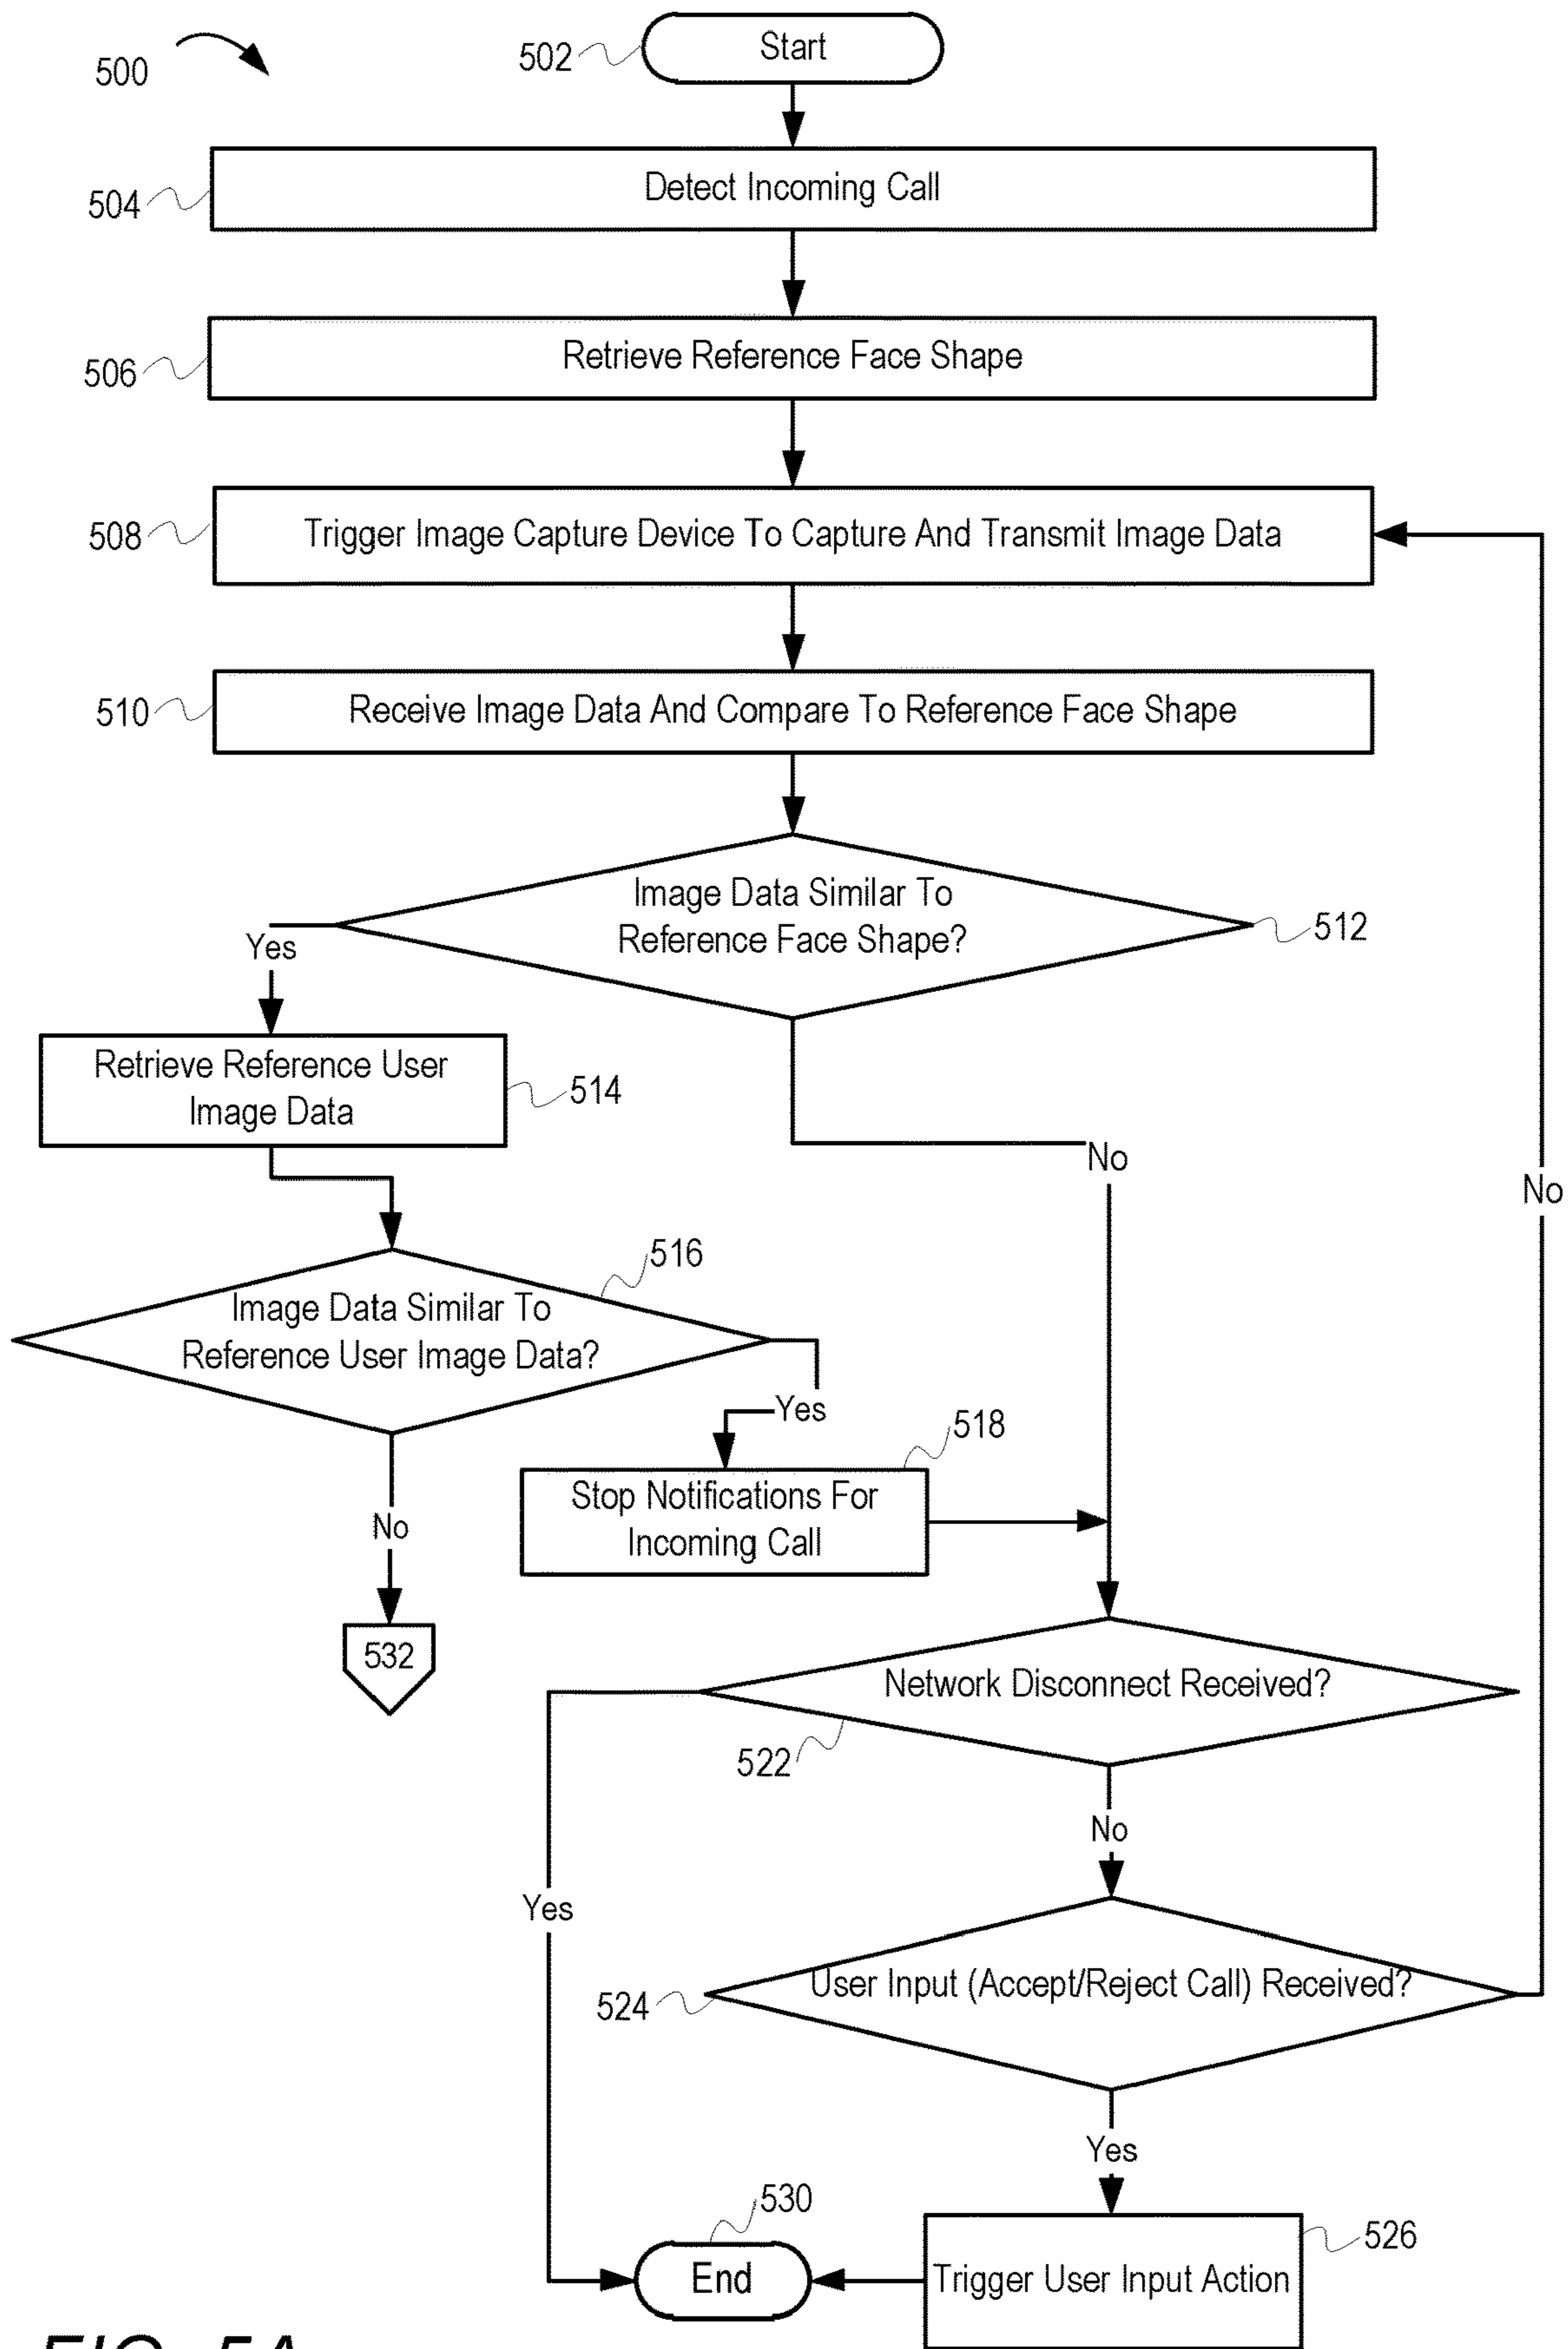 500
502
Start
504
Detect Incoming Call
506
Retrieve Reference Face Shape
508
Trigger Image Capture Device To Capture And Transmit Image Data
510
Receive Image Data And Compare To Reference Face Shape
Image Data Similar To
Reference Face Shape?
512
Yes
Retrieve Reference User
Image Data
514
No
No
516
Image Data Similar To
Reference User Image Data?
Yes
518
Stop Notifications For
Incoming Call
No
532
Network Disconnect Received?
522
No
Yes
User Input (Accept/Reject Call) Received?
524
Yes
530
End
526
Trigger User Input Action
FIG. 5A